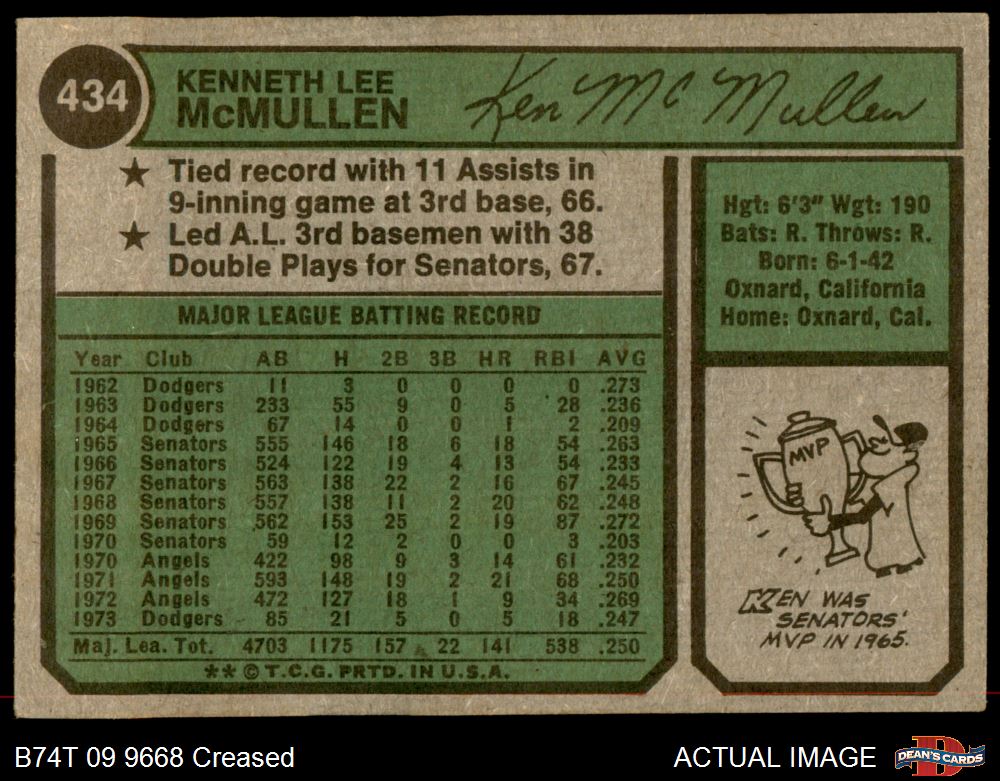 434
KENNETH LEE
McMULLEN
Ken McMullen
★ Tied record with 11 Assists in
9-inning game at 3rd base, 66.
★ Led A.L. 3rd basemen with 38
Double Plays for Senators, 67.
Hgt: 6'3" Wgt: 190
Bats: R. Throws: R.
Born: 6-1-42
Oxnard, California
Home: Oxnard, Cal.
MAJOR LEAGUE BATTING RECORD
Year Club AB H 2B 3B HR RBI AVG
1962 Dodgers 11 3 0 0 0 0 .273
1963 Dodgers 233 55 9 0 5 28 .236
1964 Dodgers 67 14 0 0 1 2 .209
1965 Senators 555 146 18 6 18 54 .263
1966 Senators 524 122 19 4 13 54 .233
1967 Senators 563 138 22 2 16 67 .245
1968 Senators 557 138 11 2 20 62 .248
1969 Senators 562 153 25 2 19 87 .272
1970 Senators 59 12 2 0 0 3 .203
1970 Angels 422 98 9 3 14 61 .232
1971 Angels 593 148 19 2 21 68 .250
1972 Angels 472 127 18 1 9 34 .269
1973 Dodgers 85 21 5 0 5 18 .247
Maj. Lea. Tot. 4703 1175 157 22 141 538 .250
** © T.C.G. PRTD. IN U.S.A.
MVP
KEN WAS
SENATORS'
MVP IN 1965.
B74T 09 9668 Creased
ACTUAL IMAGE
D
DEAN'S CARDS